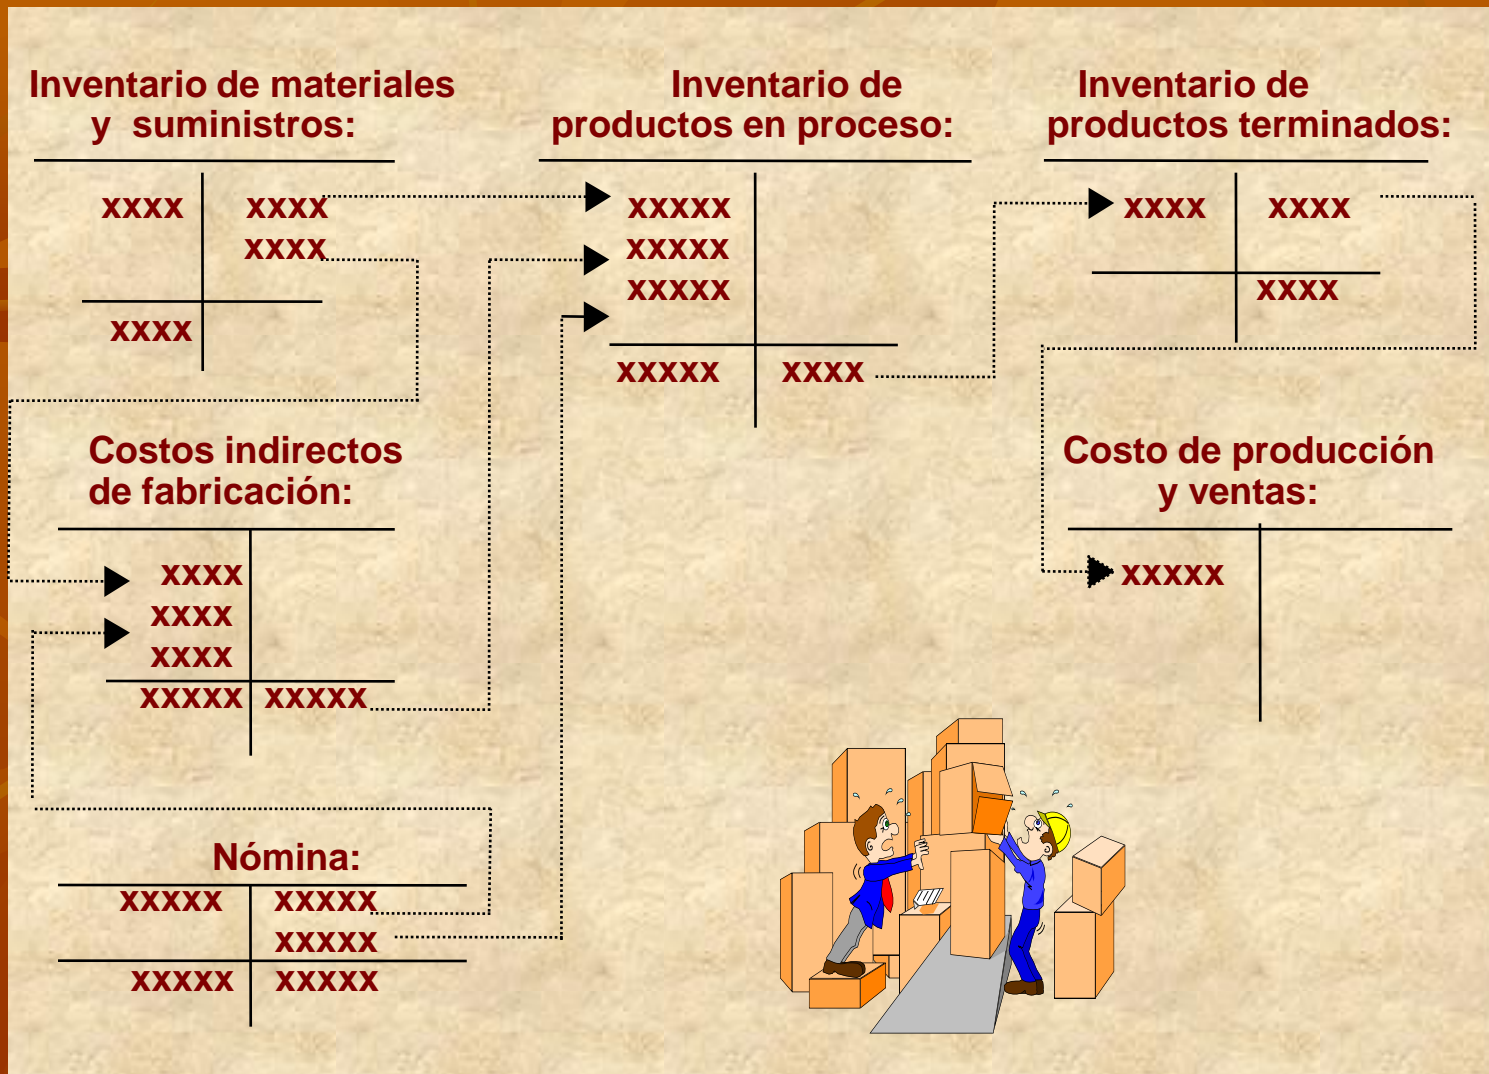 Inventario de materiales
y suministros:
xxxx xxxx
xxxx
xxxx
Inventario de
productos en proceso:
xxxxx
xxxxx
xxxxx
xxxxx xxxx
Inventario de
productos terminados:
xxxx xxxx
xxxx
Costos indirectos
de fabricación:
xxxx
xxxx
xxxx
xxxxx xxxxx
Costo de producción
y ventas:
xxxxx
Nómina:
xxxxx xxxxx
xxxxx
xxxxx xxxxx